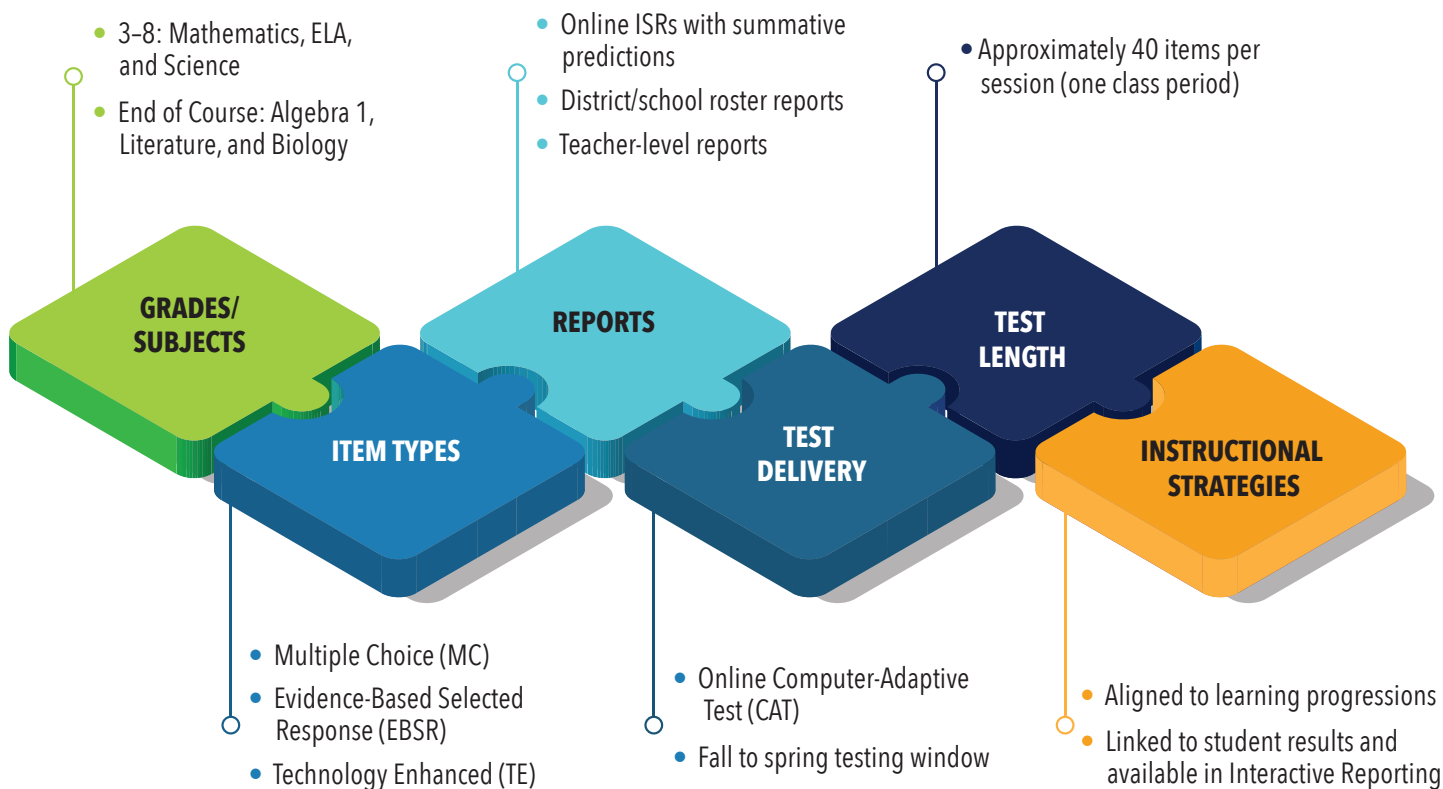 • 3–8: Mathematics, ELA,
and Science
• End of Course: Algebra 1,
Literature, and Biology
GRADES/
SUBJECTS
• Multiple Choice (MC)
• Evidence-Based Selected
Response (EBSR)
• Technology Enhanced (TE)
ITEM TYPES
• Online ISRs with summative
predictions
• District/school roster reports
• Teacher-level reports
REPORTS
• Online Computer-Adaptive
Test (CAT)
• Fall to spring testing window
TEST
DELIVERY
• Approximately 40 items per
session (one class period)
TEST
LENGTH
INSTRUCTIONAL
STRATEGIES
• Aligned to learning progressions
• Linked to student results and
available in Interactive Reporting